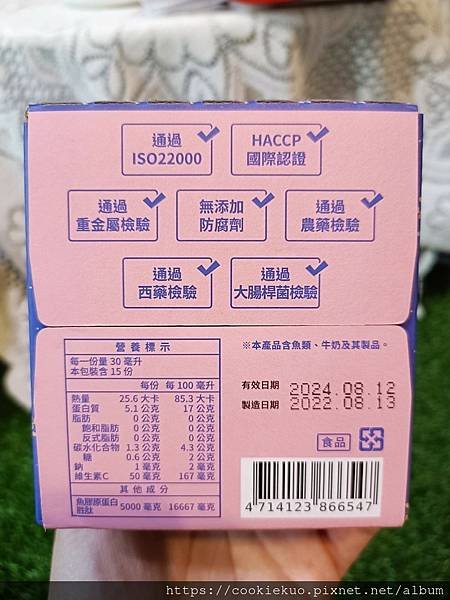 通過
ISO22000
HACCP
國際認證
通過
重金屬檢驗
無添加
防腐劑
通過
農藥檢驗
通過
西藥檢驗
通過
大腸桿菌檢驗
營養標示
每一份量 30 毫升
本包裝含 15 份
每份 每 100 毫升
熱量 25.6 大卡 85.3 大卡
蛋白質 5.1 公克 17 公克
脂肪 0 公克 0 公克
飽和脂肪 0 公克 0 公克
反式脂肪 0 公克 0 公克
碳水化合物 1.3 公克 4.3 公克
糖 0.6 公克 2 公克
鈉 1 毫克 2 毫克
維生素C 50 毫克 167 毫克
其他成分
魚膠原蛋白
胜肽 5000 毫克 16667 毫克
※本產品含魚類、牛奶及其製品。
有效日期 2024.08.12
製造日期 2022.08.13
食品
4 714123 866547
https://cookiekuo.pixnet.net/album